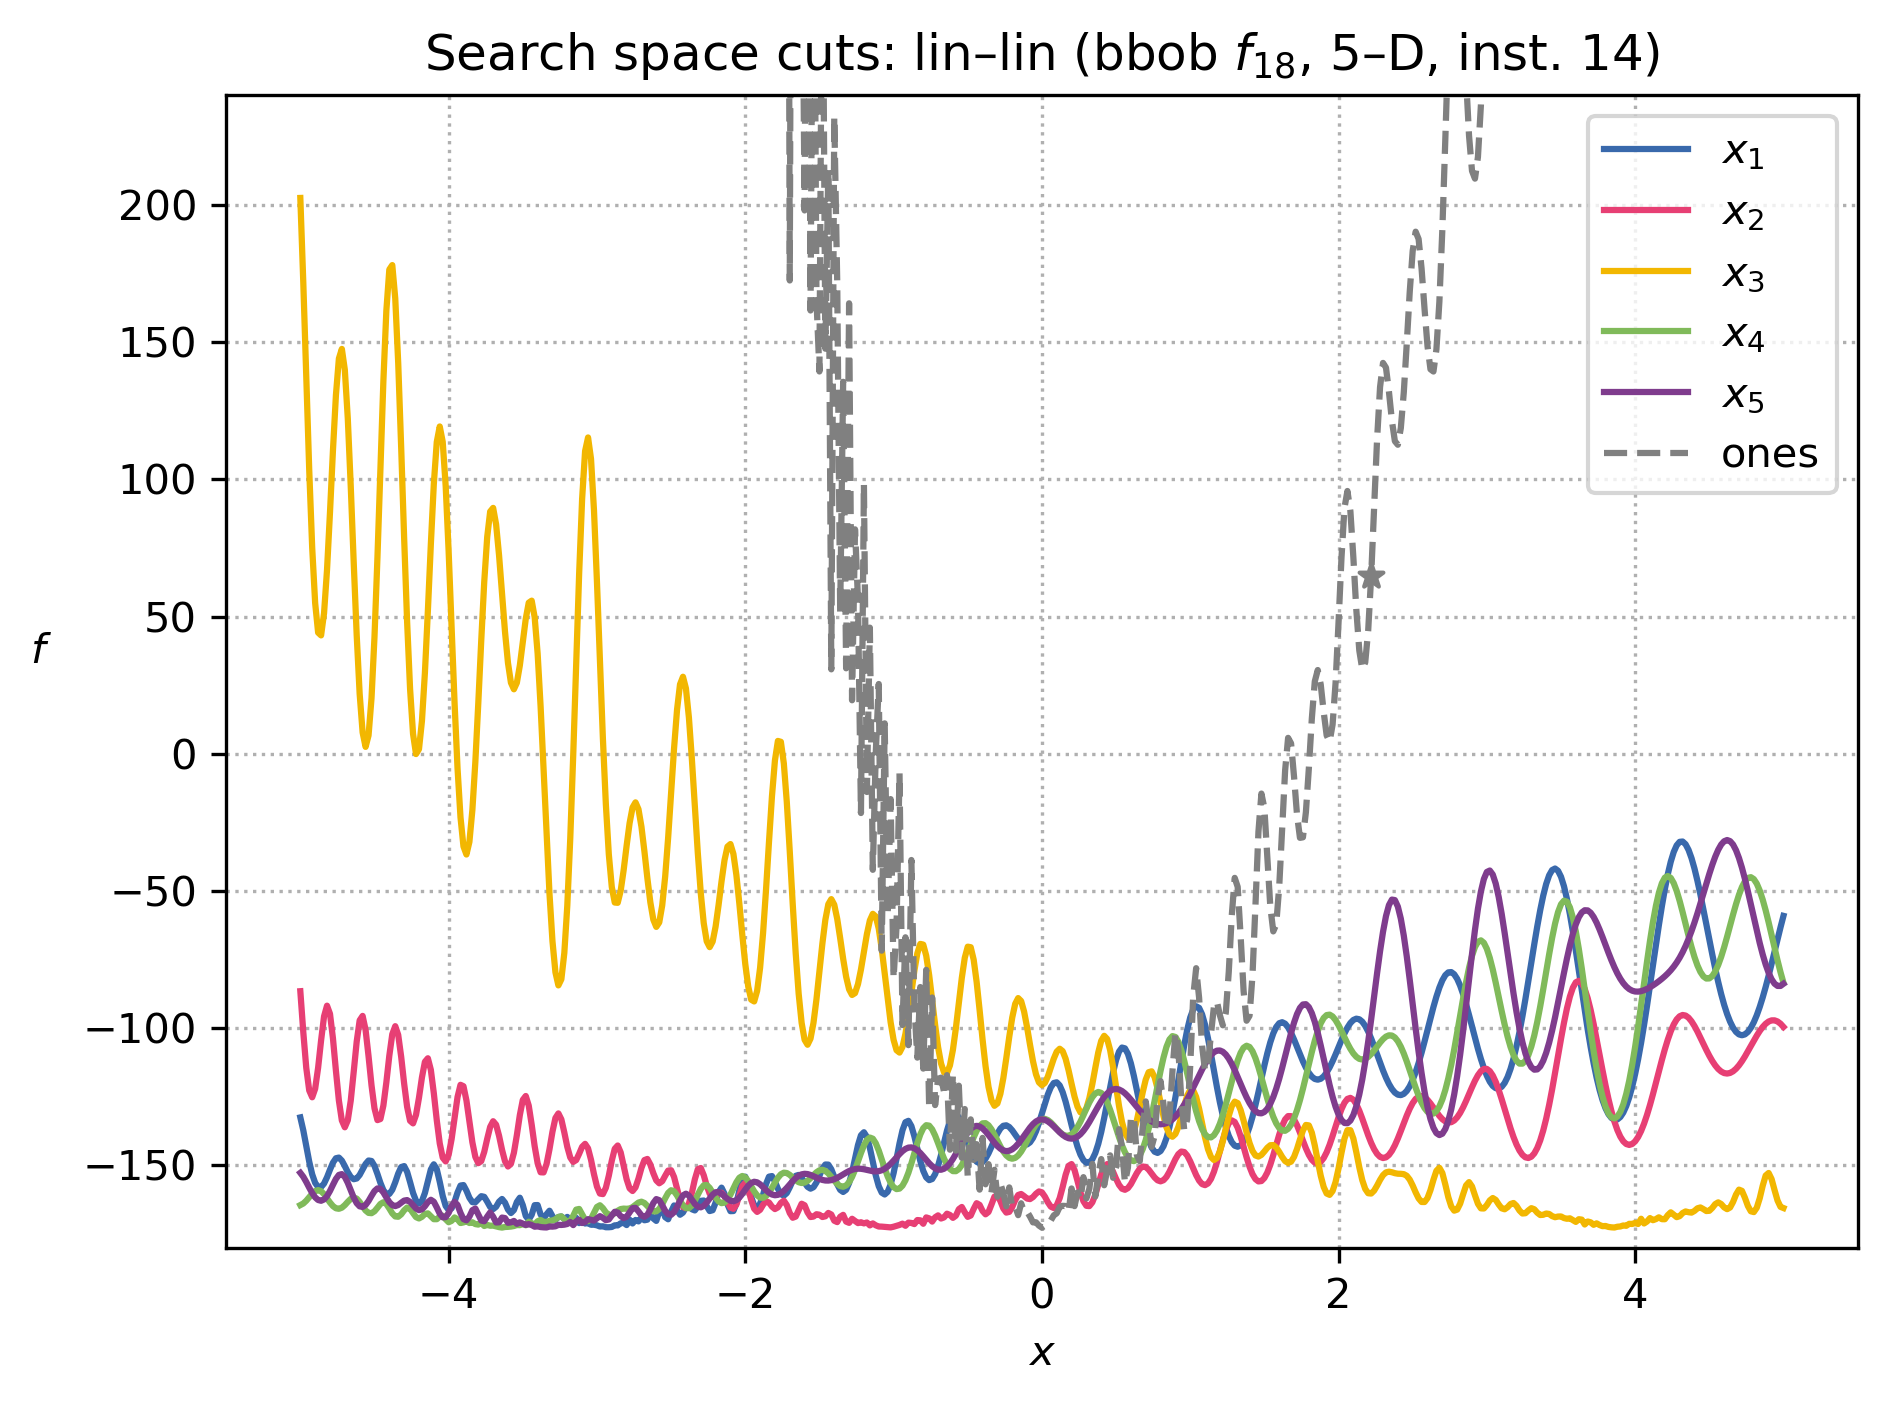 Search space cuts: lin–lin (bbob f₁₈, 5–D, inst. 14)
x₁
x₂
x₃
x₄
x₅
ones
200
150
100
50
0
−50
−100
−150
f
−4
−2
0
2
4
x